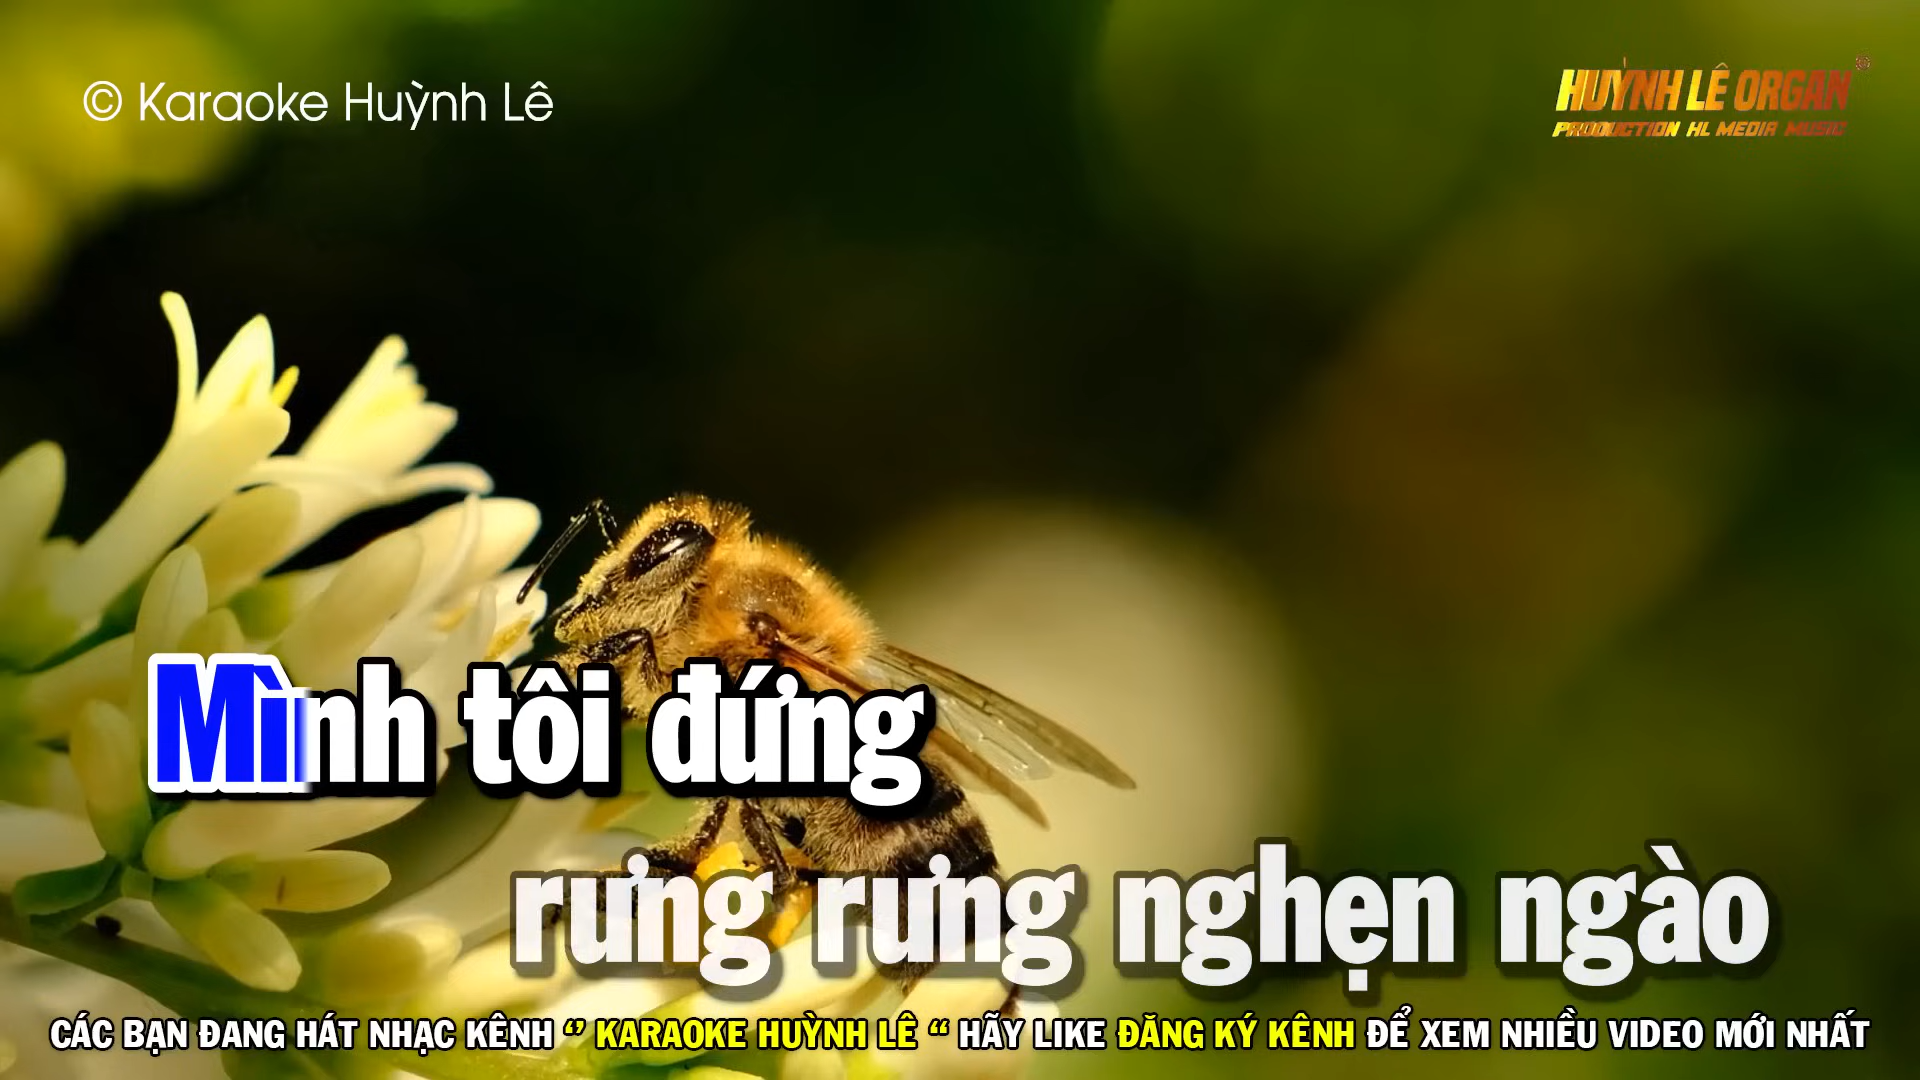 © Karaoke Huỳnh Lê
HUỲNH LÊ ORGAN
PRODUCTION HL MEDIA MUSIC
Mình tôi đứng
rưng rưng nghẹn ngào
CÁC BẠN ĐANG HÁT NHẠC KÊNH “ KARAOKE HUỲNH LÊ “ HÃY LIKE ĐĂNG KÝ KÊNH ĐỂ XEM NHIỀU VIDEO MỚI NHẤT